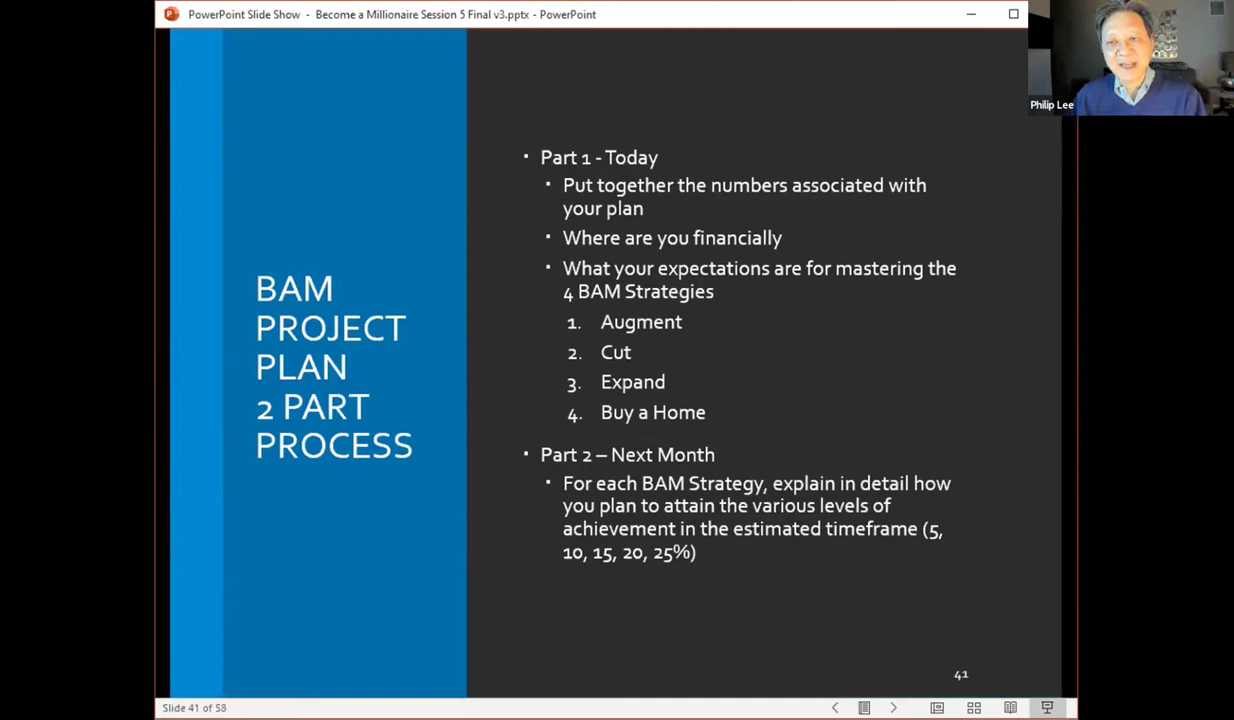 PowerPoint Slide Show - Become a Millionaire Session 5 Final v3.pptx - PowerPoint
Philip Lee
BAM
PROJECT
PLAN
2 PART
PROCESS
▪ Part 1 - Today
▪ Put together the numbers associated with
your plan
▪ Where are you financially
▪ What your expectations are for mastering the
4 BAM Strategies
1. Augment
2. Cut
3. Expand
4. Buy a Home
▪ Part 2 – Next Month
▪ For each BAM Strategy, explain in detail how
you plan to attain the various levels of
achievement in the estimated timeframe (5,
10, 15, 20, 25%)
41
Slide 41 of 58